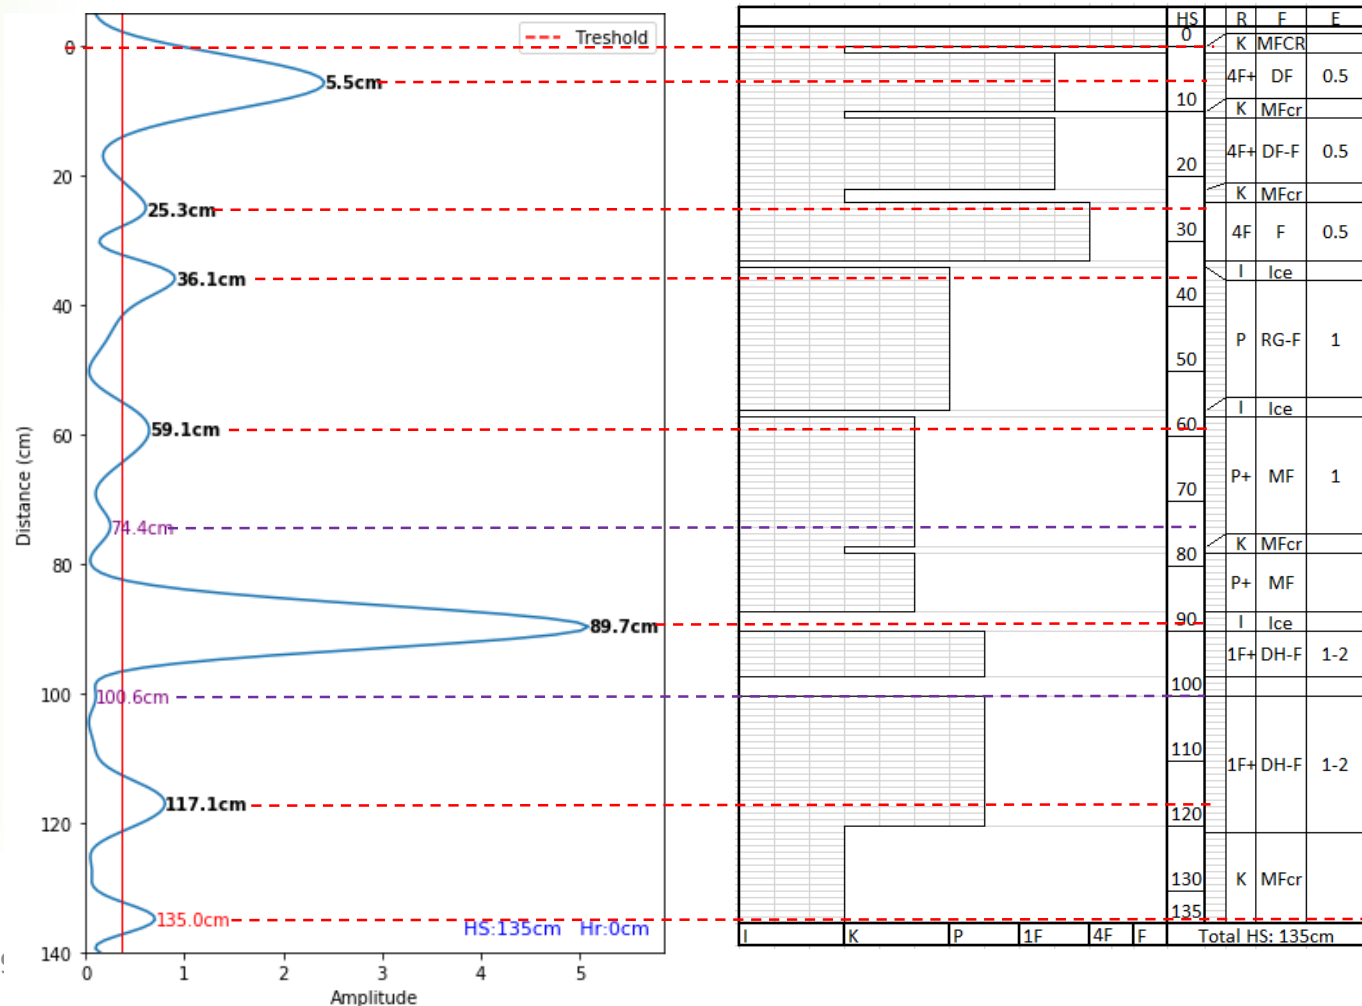 Treshold
5.5cm
25.3cm
36.1cm
59.1cm
74.4cm
89.7cm
100.6cm
117.1cm
135.0cm
HS:135cm Hr:0cm
0
20
40
60
80
100
120
140
Distance (cm)
0 1 2 3 4 5
Amplitude
HS R F E
0
K MFCR
4F+ DF 0.5
10
K MFcr
4F+ DF-F 0.5
20
K MFcr
30
4F F 0.5
I Ice
40
P RG-F 1
50
I Ice
60
P+ MF 1
70
K MFcr
80
P+ MF
90
I Ice
1F+ DH-F 1-2
100
110
1F+ DH-F 1-2
120
130
K MFcr
135
I K P 1F 4F F Total HS: 135cm